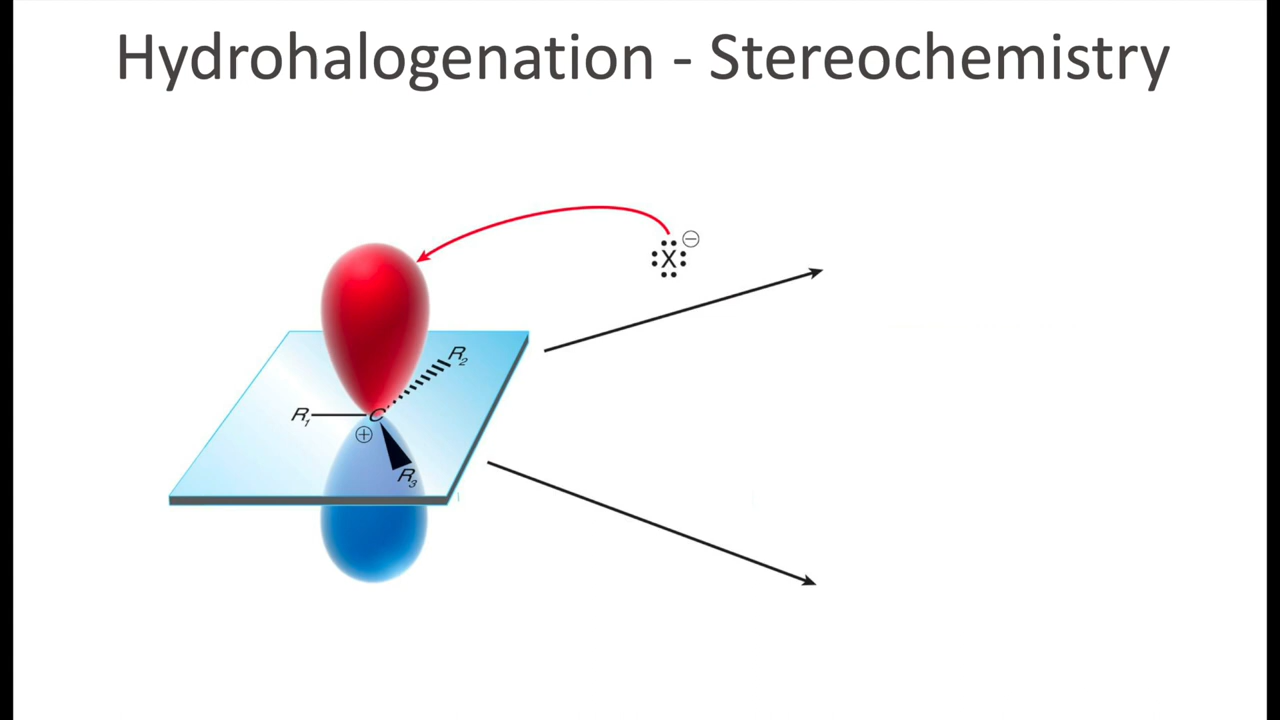 Hydrohalogenation - Stereochemistry
⊖
:Ẍ:
R₂
R₁ C
⊕
R₃